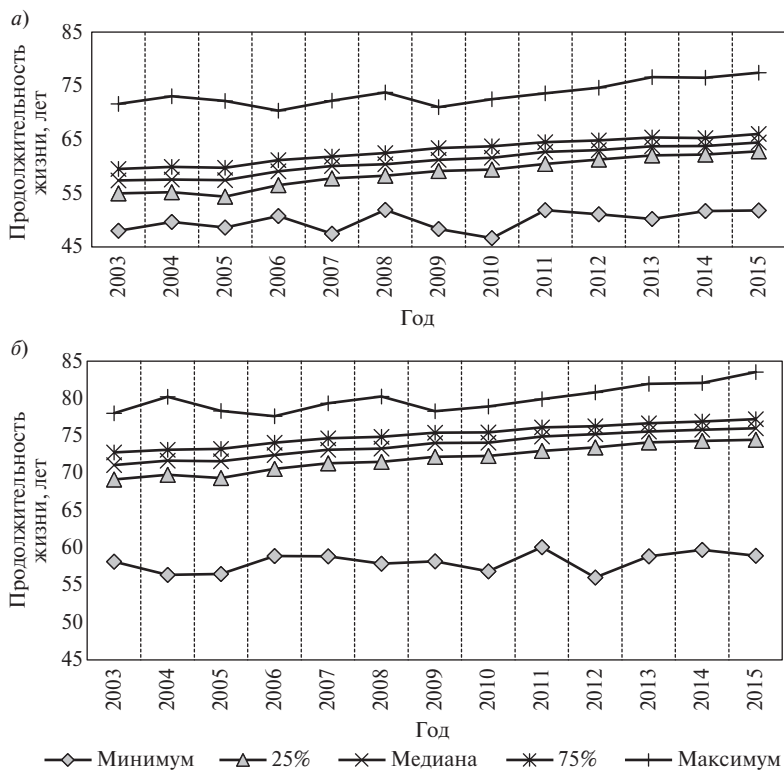 а)
Продолжительность
жизни, лет
85
75
65
55
45
2003 2004 2005 2006 2007 2008 2009 2010 2011 2012 2013 2014 2015
Год
б)
Продолжительность
жизни, лет
85
80
75
70
65
60
55
50
45
2003 2004 2005 2006 2007 2008 2009 2010 2011 2012 2013 2014 2015
Год
Минимум 25% Медиана 75% Максимум